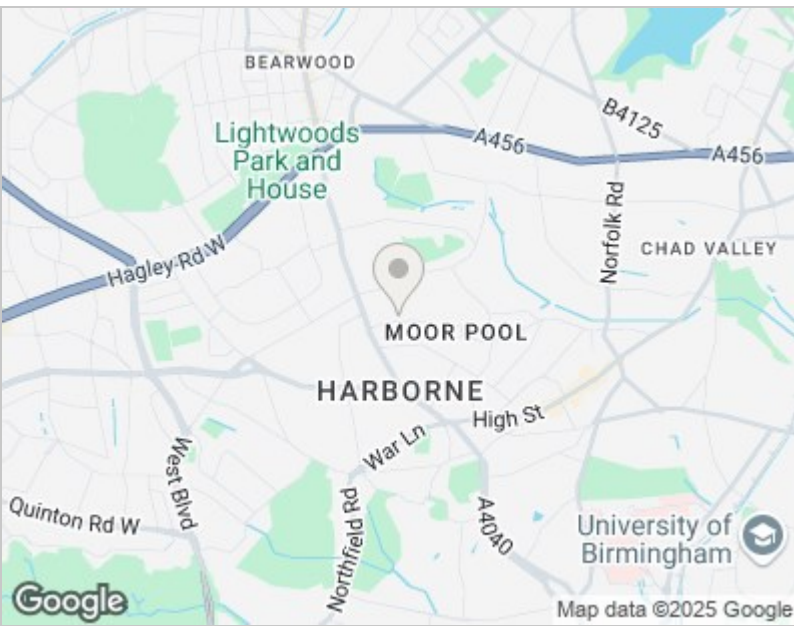 BEARWOOD
B4125
Lightwoods
Park and
House
A456
A456
Norfolk Rd
CHAD VALLEY
Hagley Rd W
MOOR POOL
HARBORNE
High St
War Ln
West Blvd
Quinton Rd W
Northfield Rd
A4040
University of
Birmingham
Google
Map data ©2025 Google